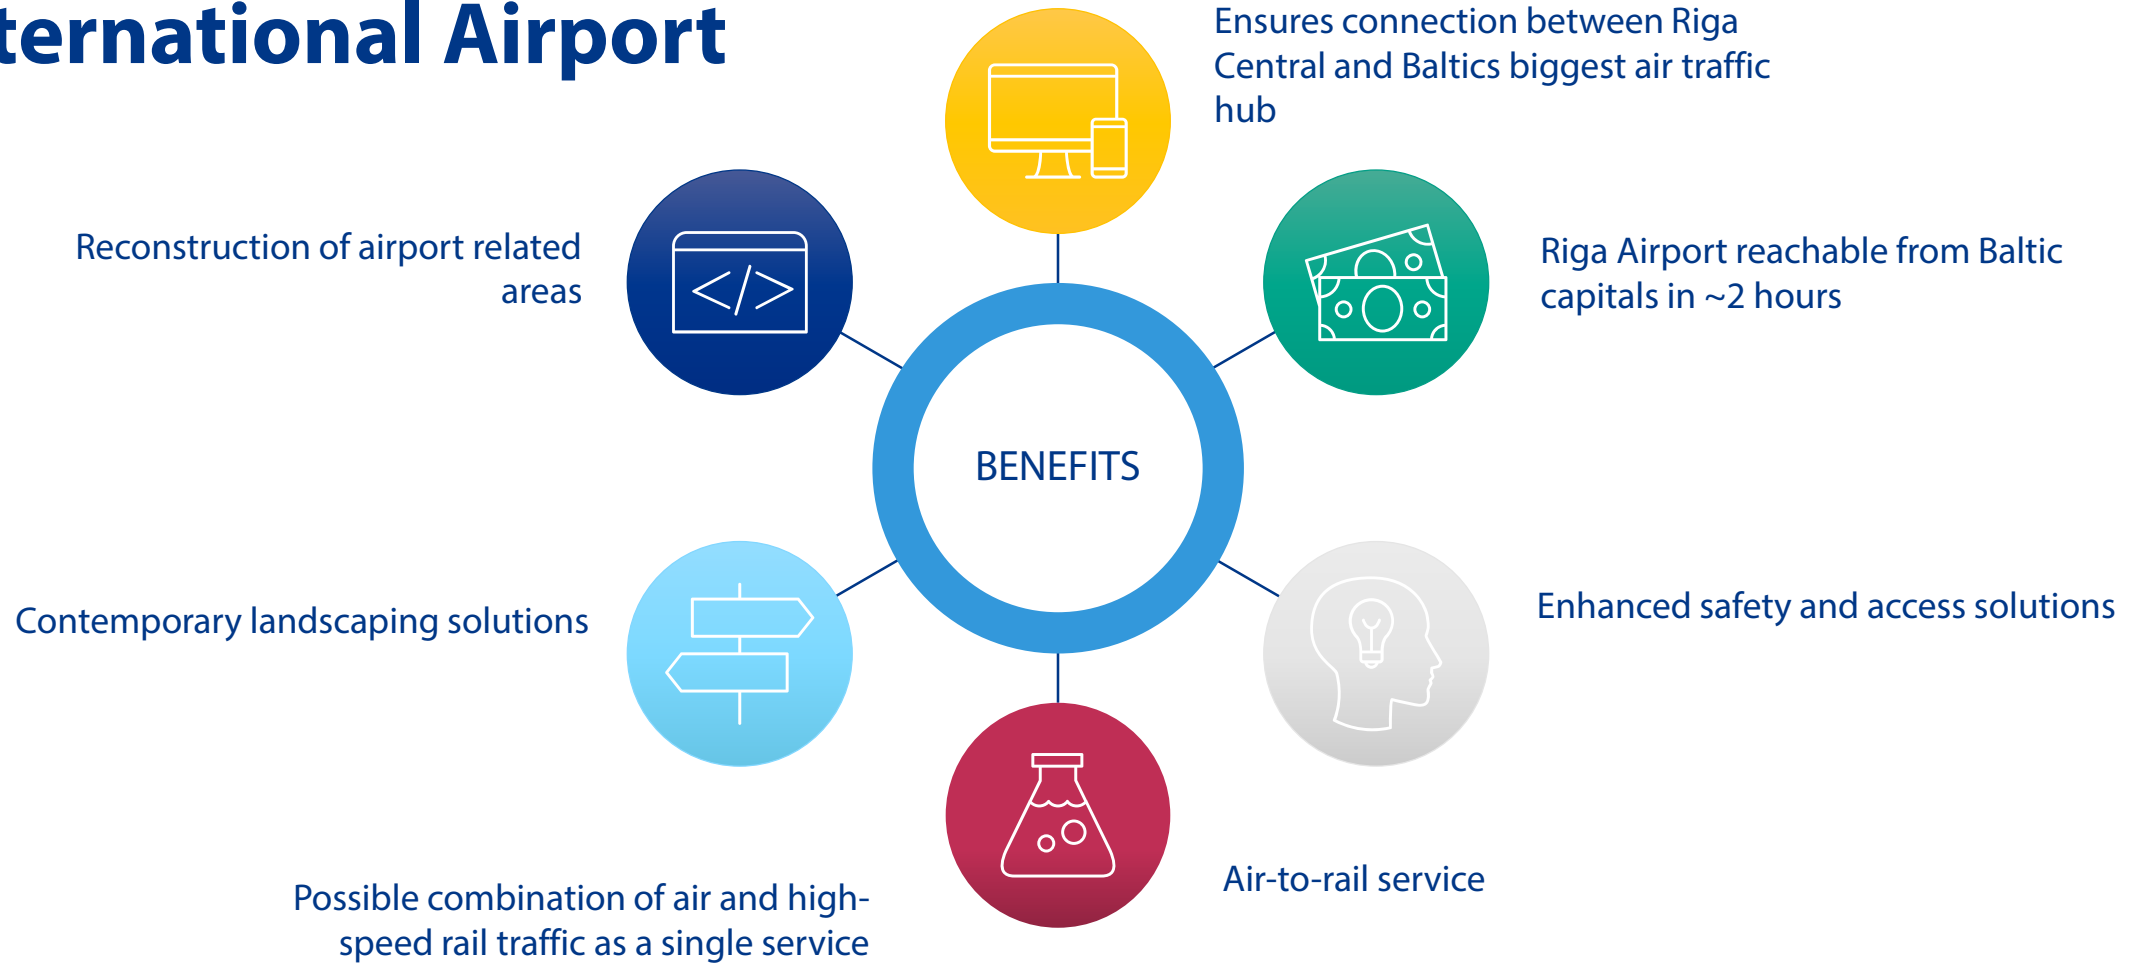 ternational Airport
Ensures connection between Riga
Central and Baltics biggest air traffic
hub
Reconstruction of airport related
areas
Riga Airport reachable from Baltic
capitals in ~2 hours
BENEFITS
Contemporary landscaping solutions
Enhanced safety and access solutions
Air-to-rail service
Possible combination of air and high-
speed rail traffic as a single service